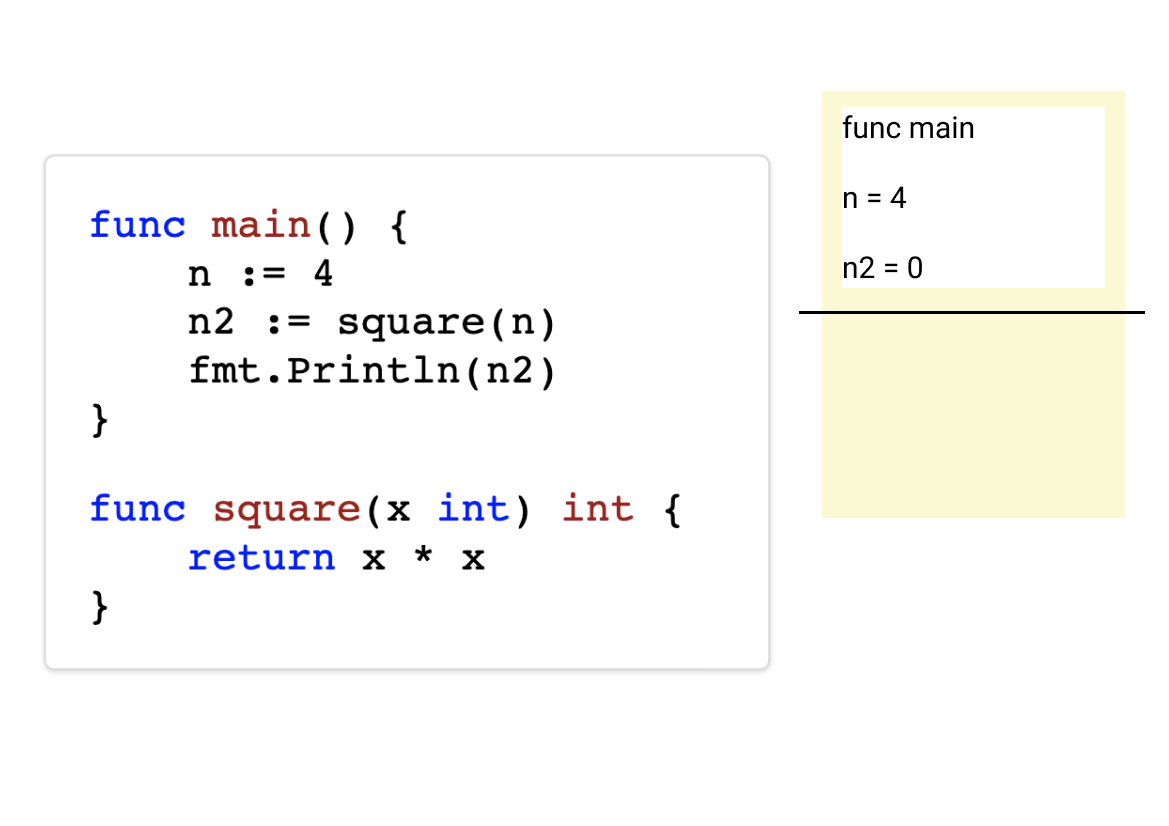 func main() {
    n := 4
    n2 := square(n)
    fmt.Println(n2)
}
func square(x int) int {
    return x * x
}
func main
n = 4
n2 = 0